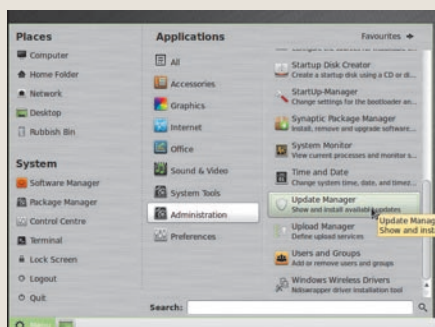 Places
Computer
Home Folder
Network
Desktop
Rubbish Bin
System
Software Manager
Package Manager
Control Centre
Terminal
Lock Screen
Logout
Quit
Applications
All
Accessories
Graphics
Internet
Office
Sound & Video
System Tools
Administration
Preferences
Favourites
Startup Disk Creator
Create a startup disk using a CD or di...
StartUp-Manager
Change settings for the bootloader an...
Synaptic Package Manager
Install, remove and upgrade software...
System Monitor
View current processes and monitor s...
Time and Date
Change system time, date, and timez...
Update Manager
Show and install available updates
Update Manag
Show and inst
Upload Manager
Define upload services
Users and Groups
Add or remove users and groups
Windows Wireless Drivers
Ndiswrapper driver installation tool
Search: